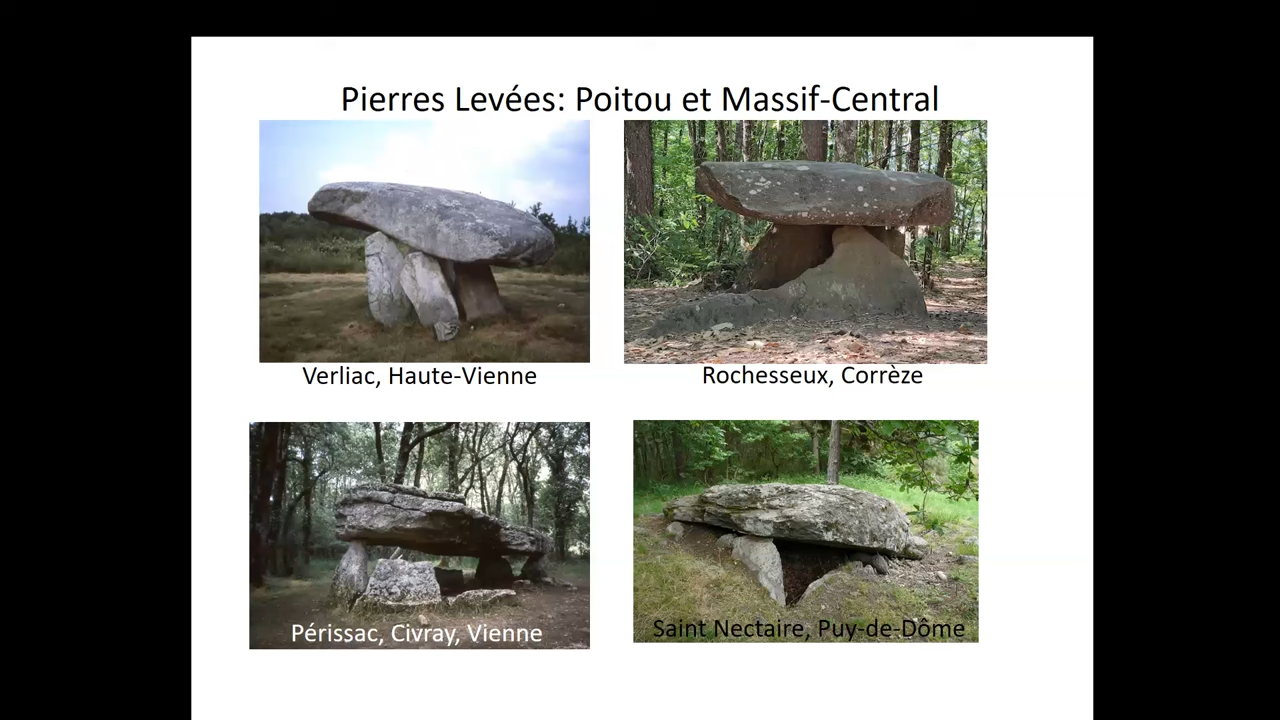 Pierres Levées: Poitou et Massif-Central
Verliac, Haute-Vienne
Rochesseux, Corrèze
Périssac, Civray, Vienne
Saint Nectaire, Puy-de-Dôme